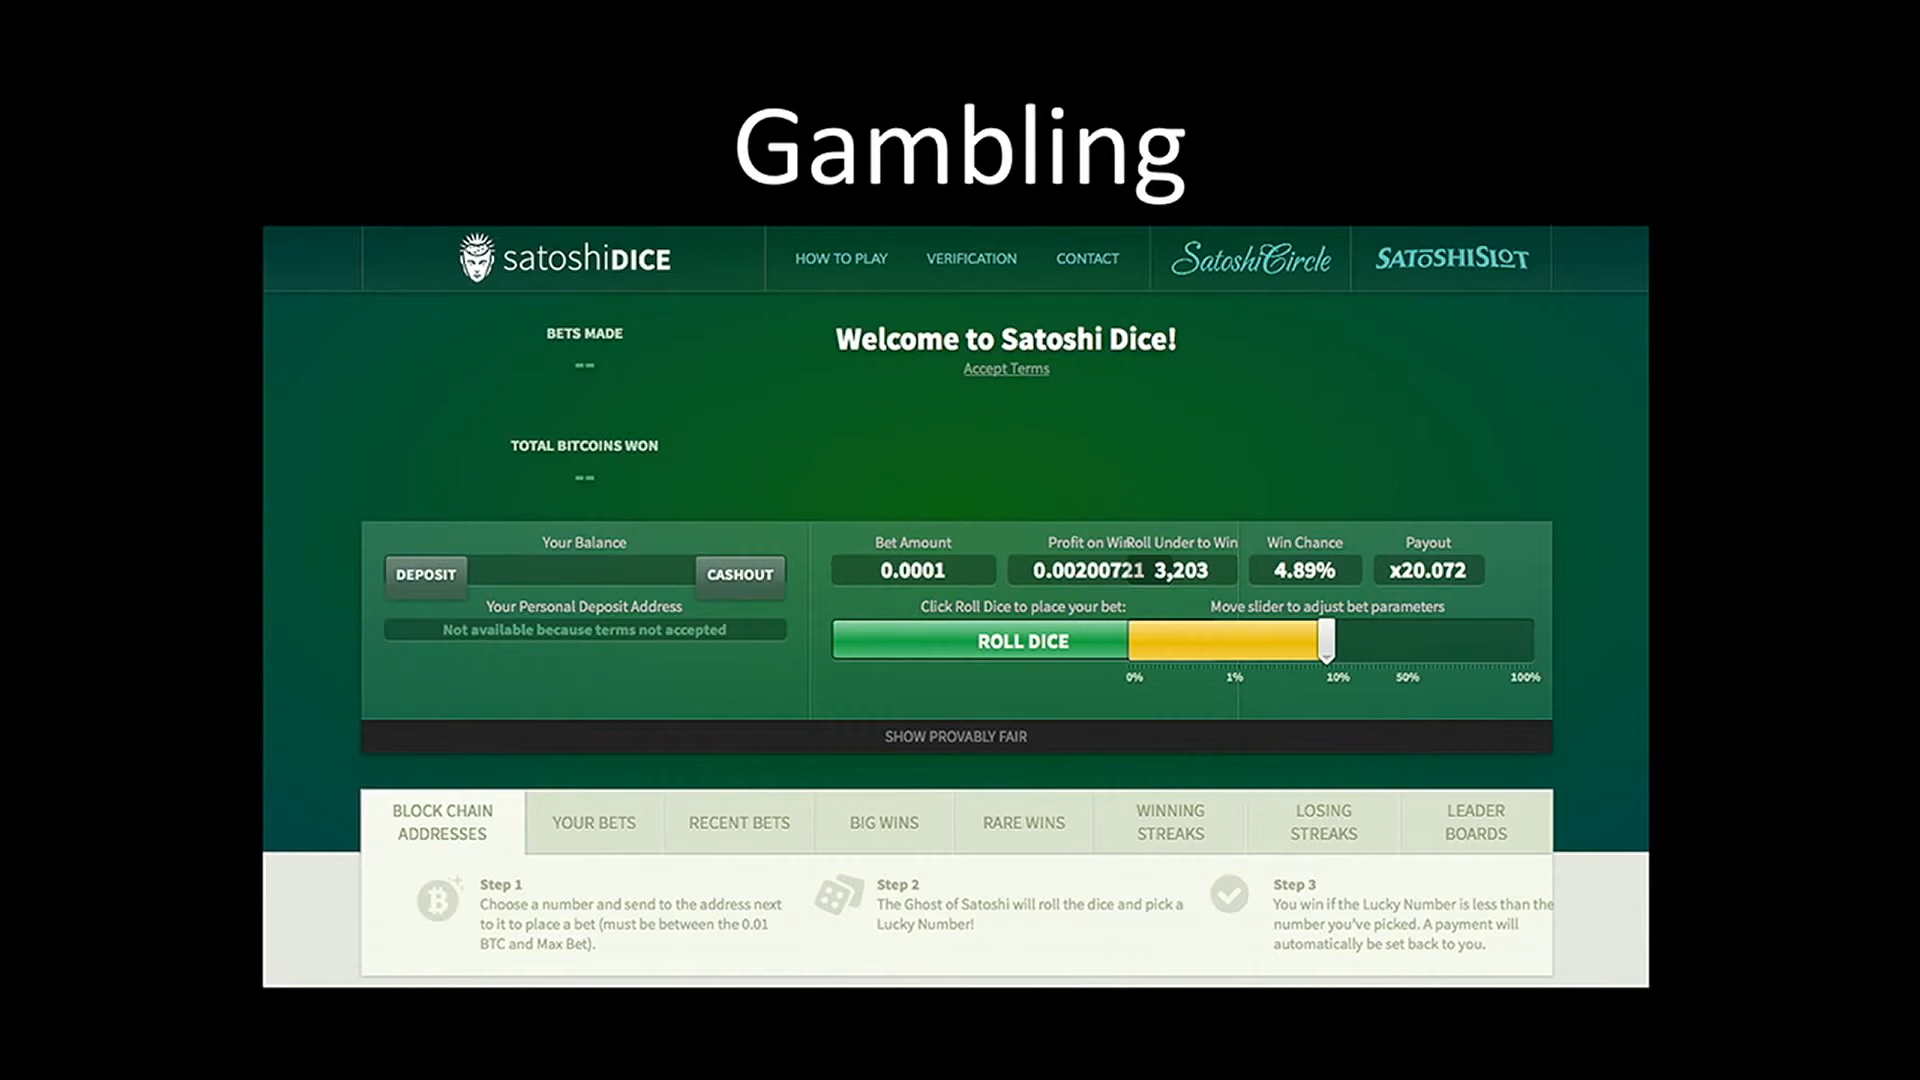 Gambling
satoshiDICE
HOW TO PLAY
VERIFICATION
CONTACT
SatoshiCircle
SATOSHISLOT
BETS MADE
--
Welcome to Satoshi Dice!
Accept Terms
TOTAL BITCOINS WON
--
Your Balance
DEPOSIT
CASHOUT
Your Personal Deposit Address
Not available because terms not accepted
Bet Amount
Profit on Win
Roll Under to Win
Win Chance
Payout
0.0001
0.00200721
3,203
4.89%
x20.072
Click Roll Dice to place your bet:
Move slider to adjust bet parameters
ROLL DICE
0%
1%
10%
50%
100%
SHOW PROVABLY FAIR
BLOCK CHAIN
ADDRESSES
YOUR BETS
RECENT BETS
BIG WINS
RARE WINS
WINNING
STREAKS
LOSING
STREAKS
LEADER
BOARDS
Step 1
Choose a number and send to the address next
to it to place a bet (must be between the 0.01
BTC and Max Bet).
Step 2
The Ghost of Satoshi will roll the dice and pick a
Lucky Number!
Step 3
You win if the Lucky Number is less than the
number you've picked. A payment will
automatically be set back to you.